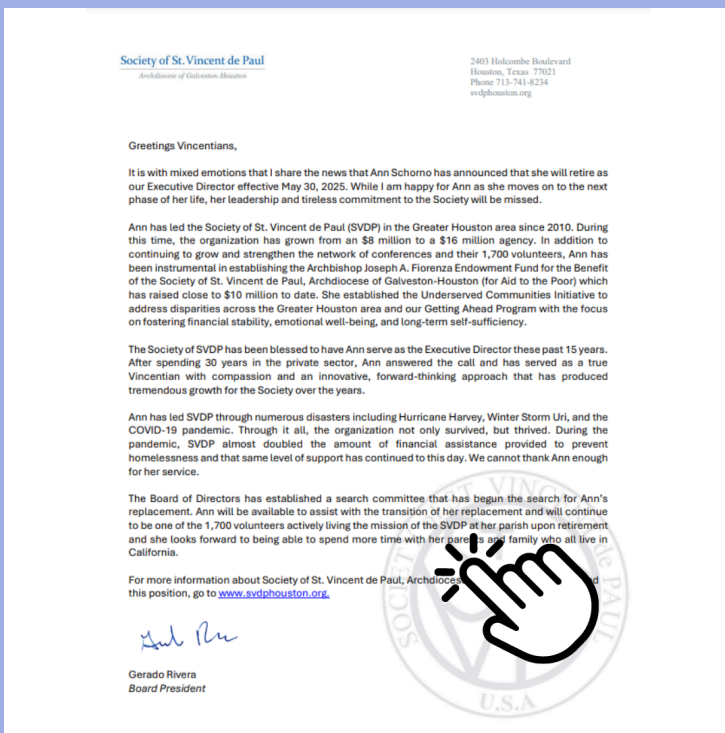 Society of St. Vincent de Paul
Archdiocese of Galveston-Houston
2403 Holcombe Boulevard
Houston, Texas 77021
Phone 713-741-8234
svdphouston.org
Greetings Vincentians,
It is with mixed emotions that I share the news that Ann Schorno has announced that she will retire as
our Executive Director effective May 30, 2025. While I am happy for Ann as she moves on to the next
phase of her life, her leadership and tireless commitment to the Society will be missed.
Ann has led the Society of St. Vincent de Paul (SVDP) in the Greater Houston area since 2010. During
this time, the organization has grown from an $8 million to a $16 million agency. In addition to
continuing to grow and strengthen the network of conferences and their 1,700 volunteers, Ann has
been instrumental in establishing the Archbishop Joseph A. Fiorenza Endowment Fund for the Benefit
of the Society of St. Vincent de Paul, Archdiocese of Galveston-Houston (for Aid to the Poor) which
has raised close to $10 million to date. She established the Underserved Communities Initiative to
address disparities across the Greater Houston area and our Getting Ahead Program with the focus
on fostering financial stability, emotional well-being, and long-term self-sufficiency.
The Society of SVDP has been blessed to have Ann serve as the Executive Director these past 15 years.
After spending 30 years in the private sector, Ann answered the call and has served as a true
Vincentian with compassion and an innovative, forward-thinking approach that has produced
tremendous growth for the Society over the years.
Ann has led SVDP through numerous disasters including Hurricane Harvey, Winter Storm Uri, and the
COVID-19 pandemic. Through it all, the organization not only survived, but thrived. During the
pandemic, SVDP almost doubled the amount of financial assistance provided to prevent
homelessness and that same level of support has continued to this day. We cannot thank Ann enough
for her service.
The Board of Directors has established a search committee that has begun the search for Ann's
replacement. Ann will be available to assist with the transition of her replacement and will continue
to be one of the 1,700 volunteers actively living the mission of the SVDP at her parish upon retirement
and she looks forward to being able to spend more time with her parents and family who all live in
California.
For more information about Society of St. Vincent de Paul, Archdioces
this position, go to www.svdphouston.org.
Gerado Rivera
Board President
SOCIETY ST. VINCENT de PAUL
U.S.A